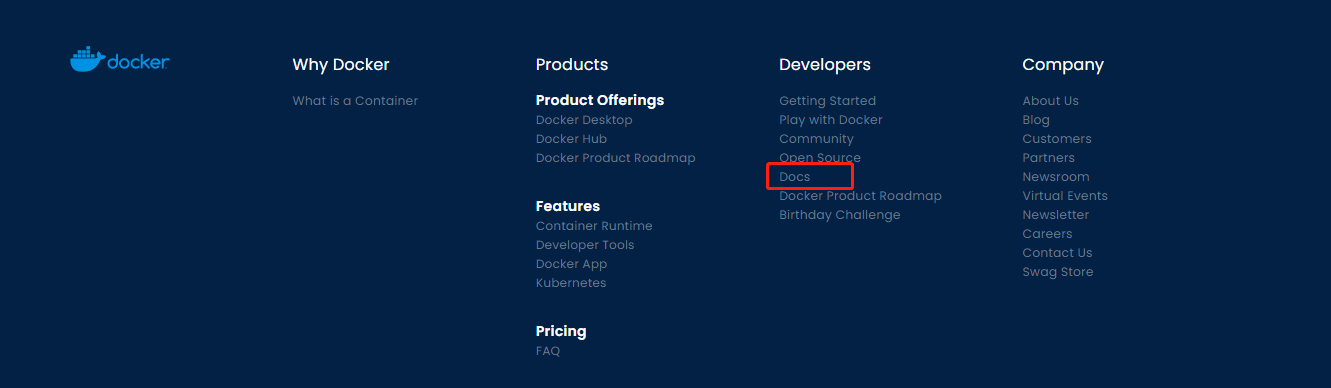 docker
Why Docker
What is a Container
Products
Product Offerings
Docker Desktop
Docker Hub
Docker Product Roadmap
Features
Container Runtime
Developer Tools
Docker App
Kubernetes
Pricing
FAQ
Developers
Getting Started
Play with Docker
Community
Open Source
Docs
Docker Product Roadmap
Birthday Challenge
Company
About Us
Blog
Customers
Partners
Newsroom
Virtual Events
Newsletter
Careers
Contact Us
Swag Store